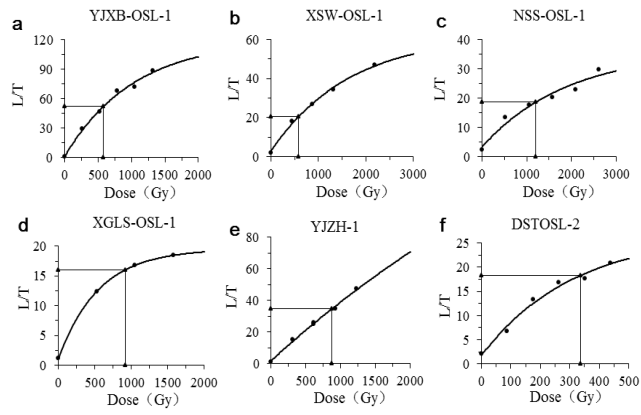 a YJXB-OSL-1
L/T
120
90
60
30
0
0 500 1000 1500 2000
Dose（Gy）
b XSW-OSL-1
L/T
60
40
20
0
0 1000 2000 3000
Dose（Gy）
c NSS-OSL-1
L/T
40
30
20
10
0
0 1000 2000 3000
Dose（Gy）
d XGLS-OSL-1
L/T
20
15
10
5
0
0 500 1000 1500 2000
Dose（Gy）
e YJZH-1
L/T
80
60
40
20
0
0 500 1000 1500 2000
Dose（Gy）
f DSTOSL-2
L/T
25
20
15
10
5
0
0 100 200 300 400 500
Dose（Gy）